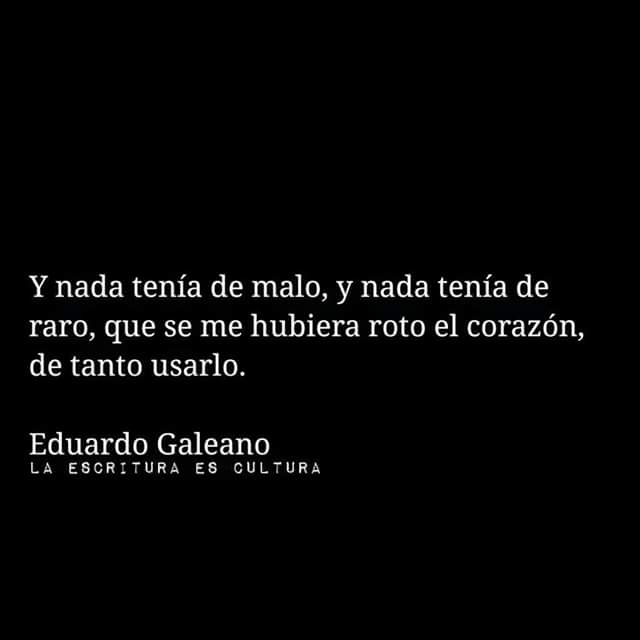 Y nada tenía de malo, y nada tenía de
raro, que se me hubiera roto el corazón,
de tanto usarlo.
Eduardo Galeano
LA ESCRITURA ES CULTURA